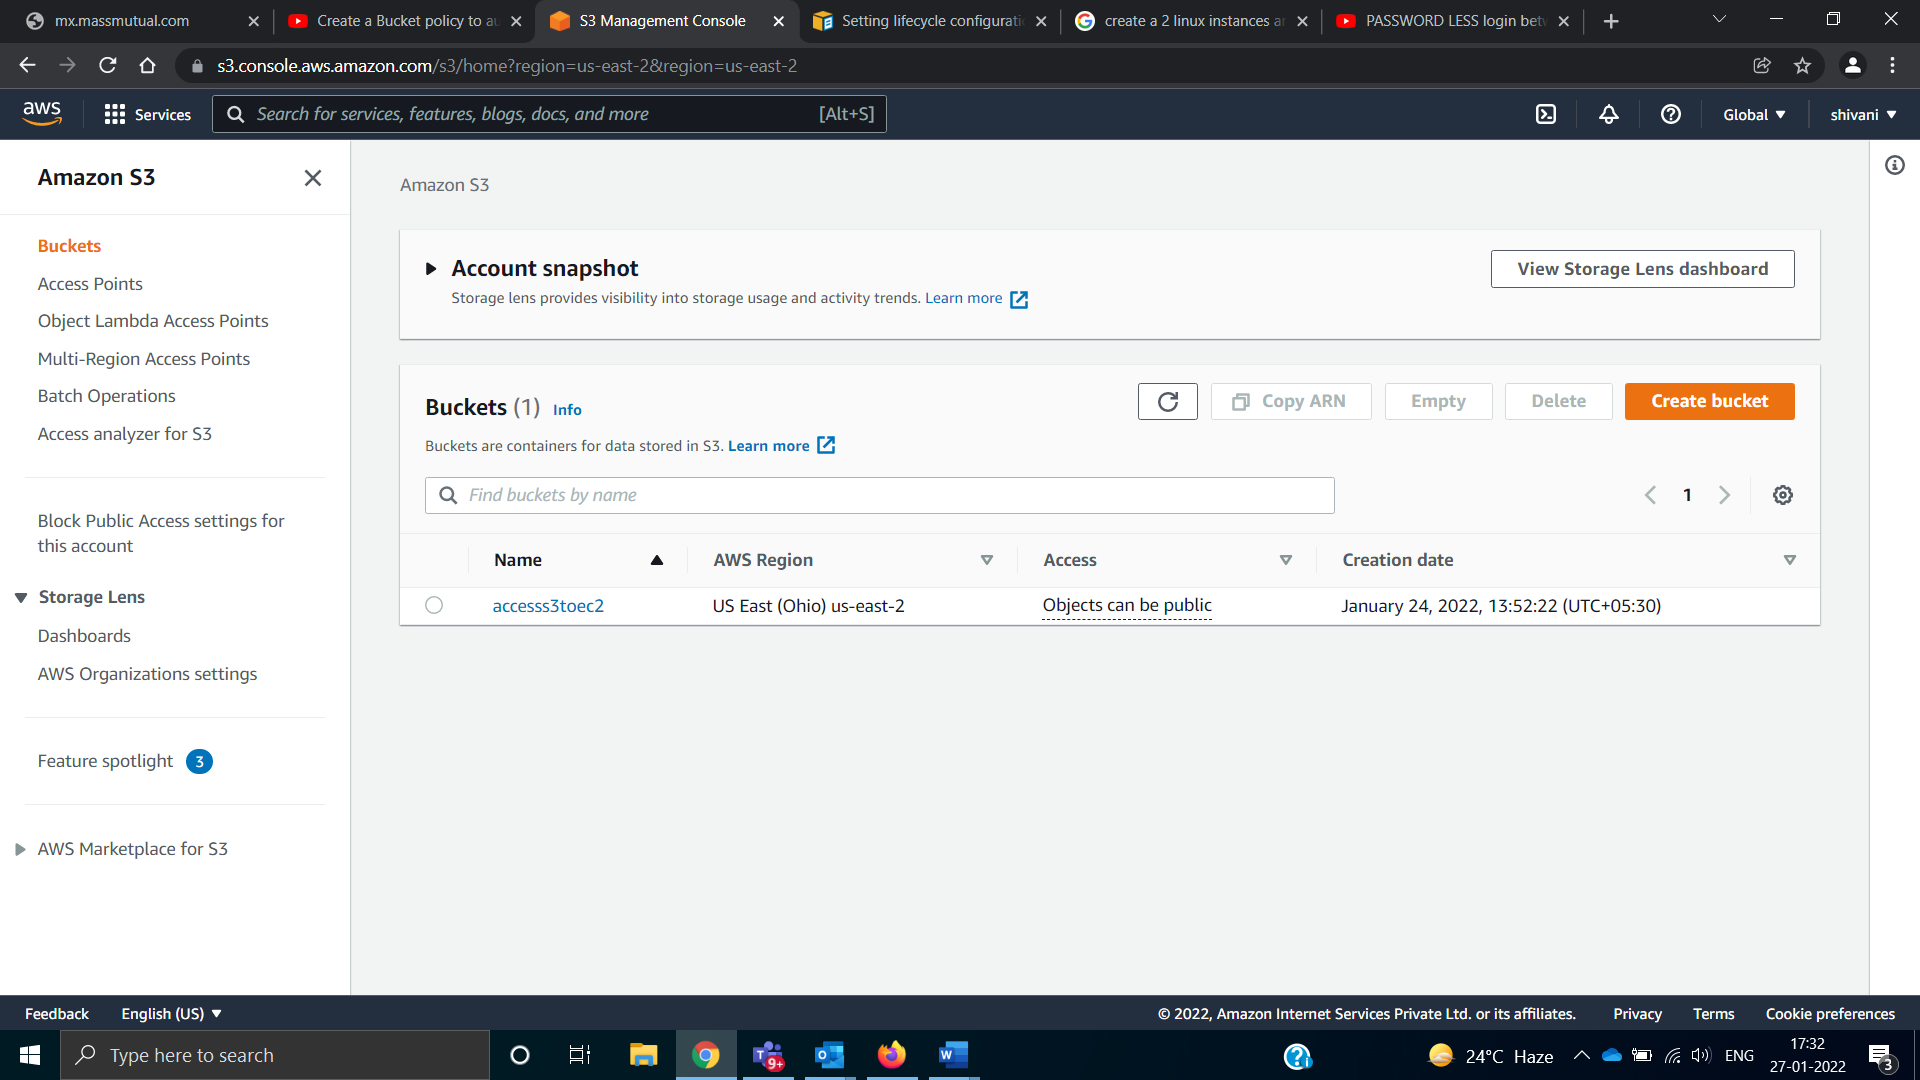 mx.massmutual.com
Create a Bucket policy to au
S3 Management Console
Setting lifecycle configuratio
create a 2 linux instances an
PASSWORD LESS login betw
s3.console.aws.amazon.com/s3/home?region=us-east-2&region=us-east-2
aws
Services
Search for services, features, blogs, docs, and more
[Alt+S]
Global
shivani
Amazon S3
Buckets
Access Points
Object Lambda Access Points
Multi-Region Access Points
Batch Operations
Access analyzer for S3
Block Public Access settings for
this account
Storage Lens
Dashboards
AWS Organizations settings
Feature spotlight 3
AWS Marketplace for S3
Amazon S3
Account snapshot
Storage lens provides visibility into storage usage and activity trends. Learn more
View Storage Lens dashboard
Buckets (1) Info
Copy ARN
Empty
Delete
Create bucket
Buckets are containers for data stored in S3. Learn more
Find buckets by name
1
Name AWS Region Access Creation date
accesss3toec2 US East (Ohio) us-east-2 Objects can be public January 24, 2022, 13:52:22 (UTC+05:30)
Feedback English (US)
© 2022, Amazon Internet Services Private Ltd. or its affiliates. Privacy Terms Cookie preferences
Type here to search
9+
24°C Haze
ENG
17:32
27-01-2022
3